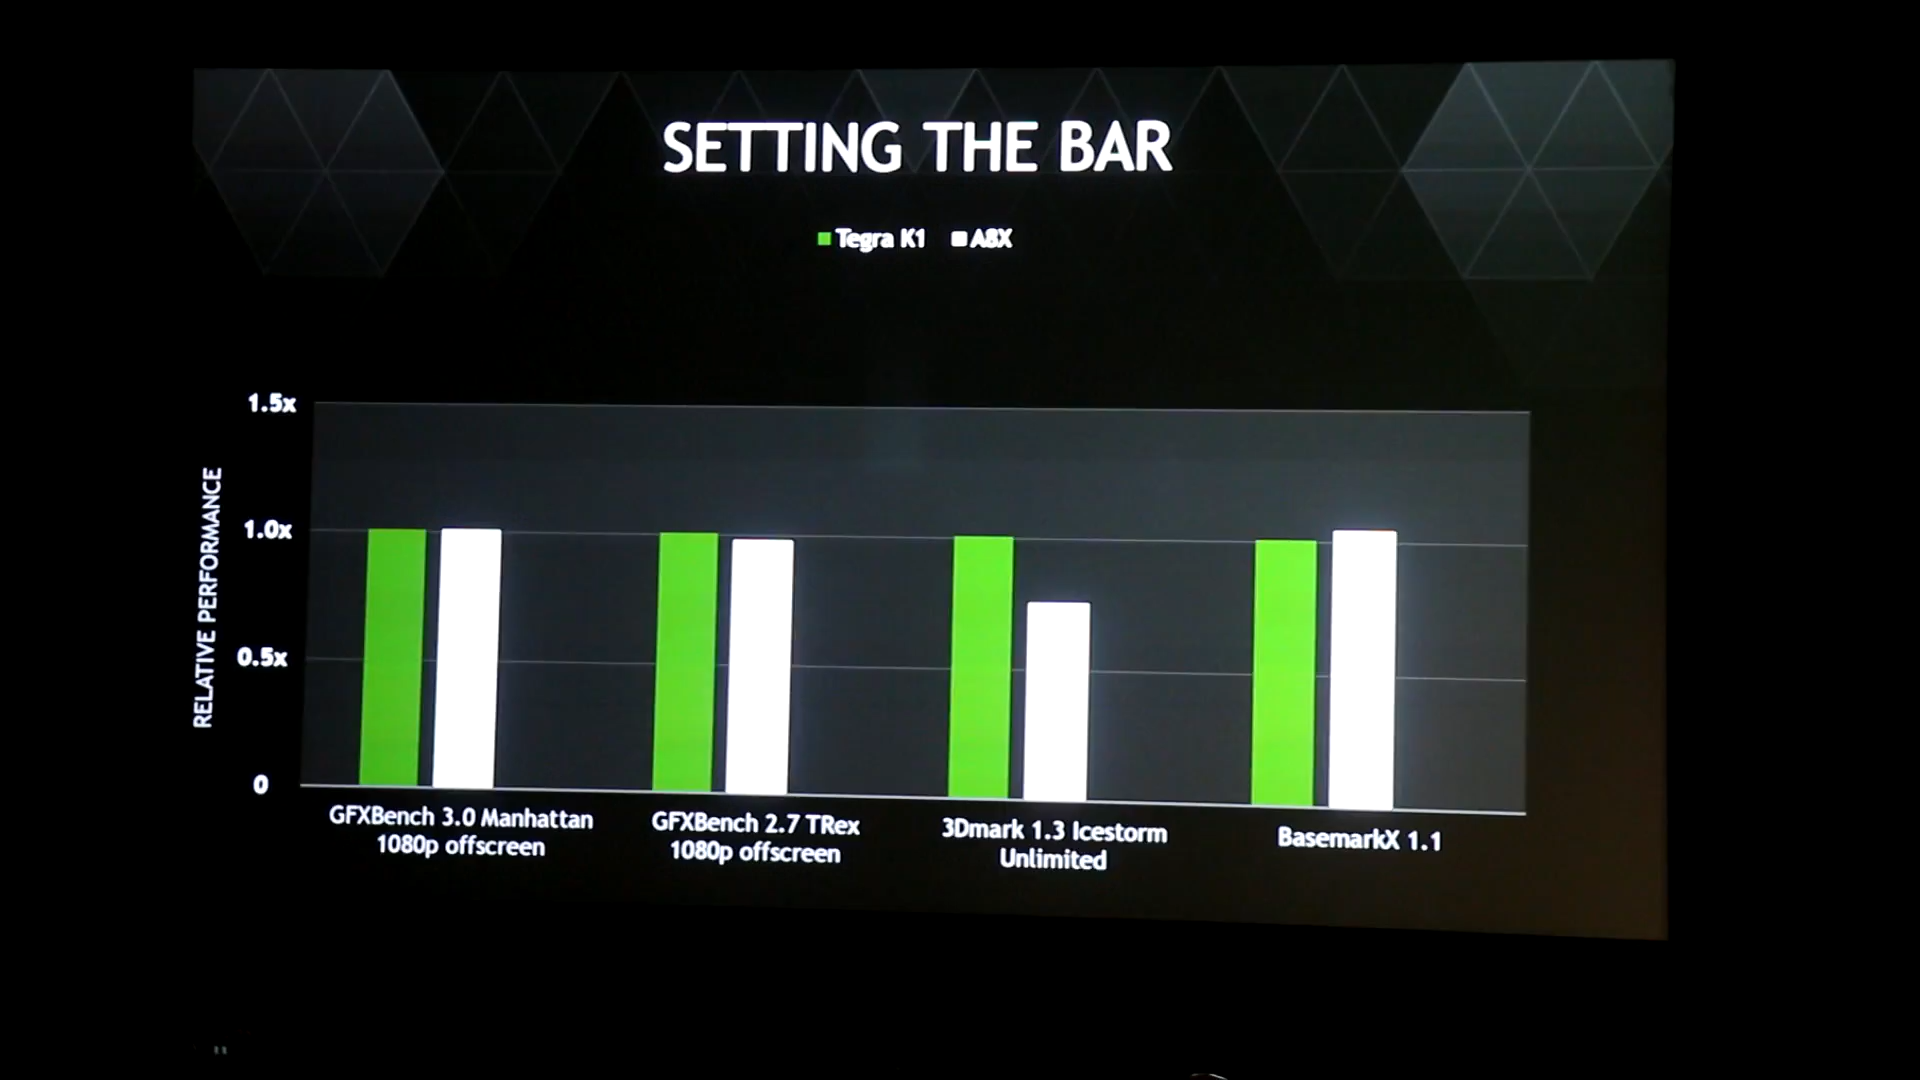 SETTING THE BAR
Tegra K1 A8X
RELATIVE PERFORMANCE
1.5x
1.0x
0.5x
0
GFXBench 3.0 Manhattan
1080p offscreen
GFXBench 2.7 TRex
1080p offscreen
3Dmark 1.3 Icestorm
Unlimited
BasemarkX 1.1